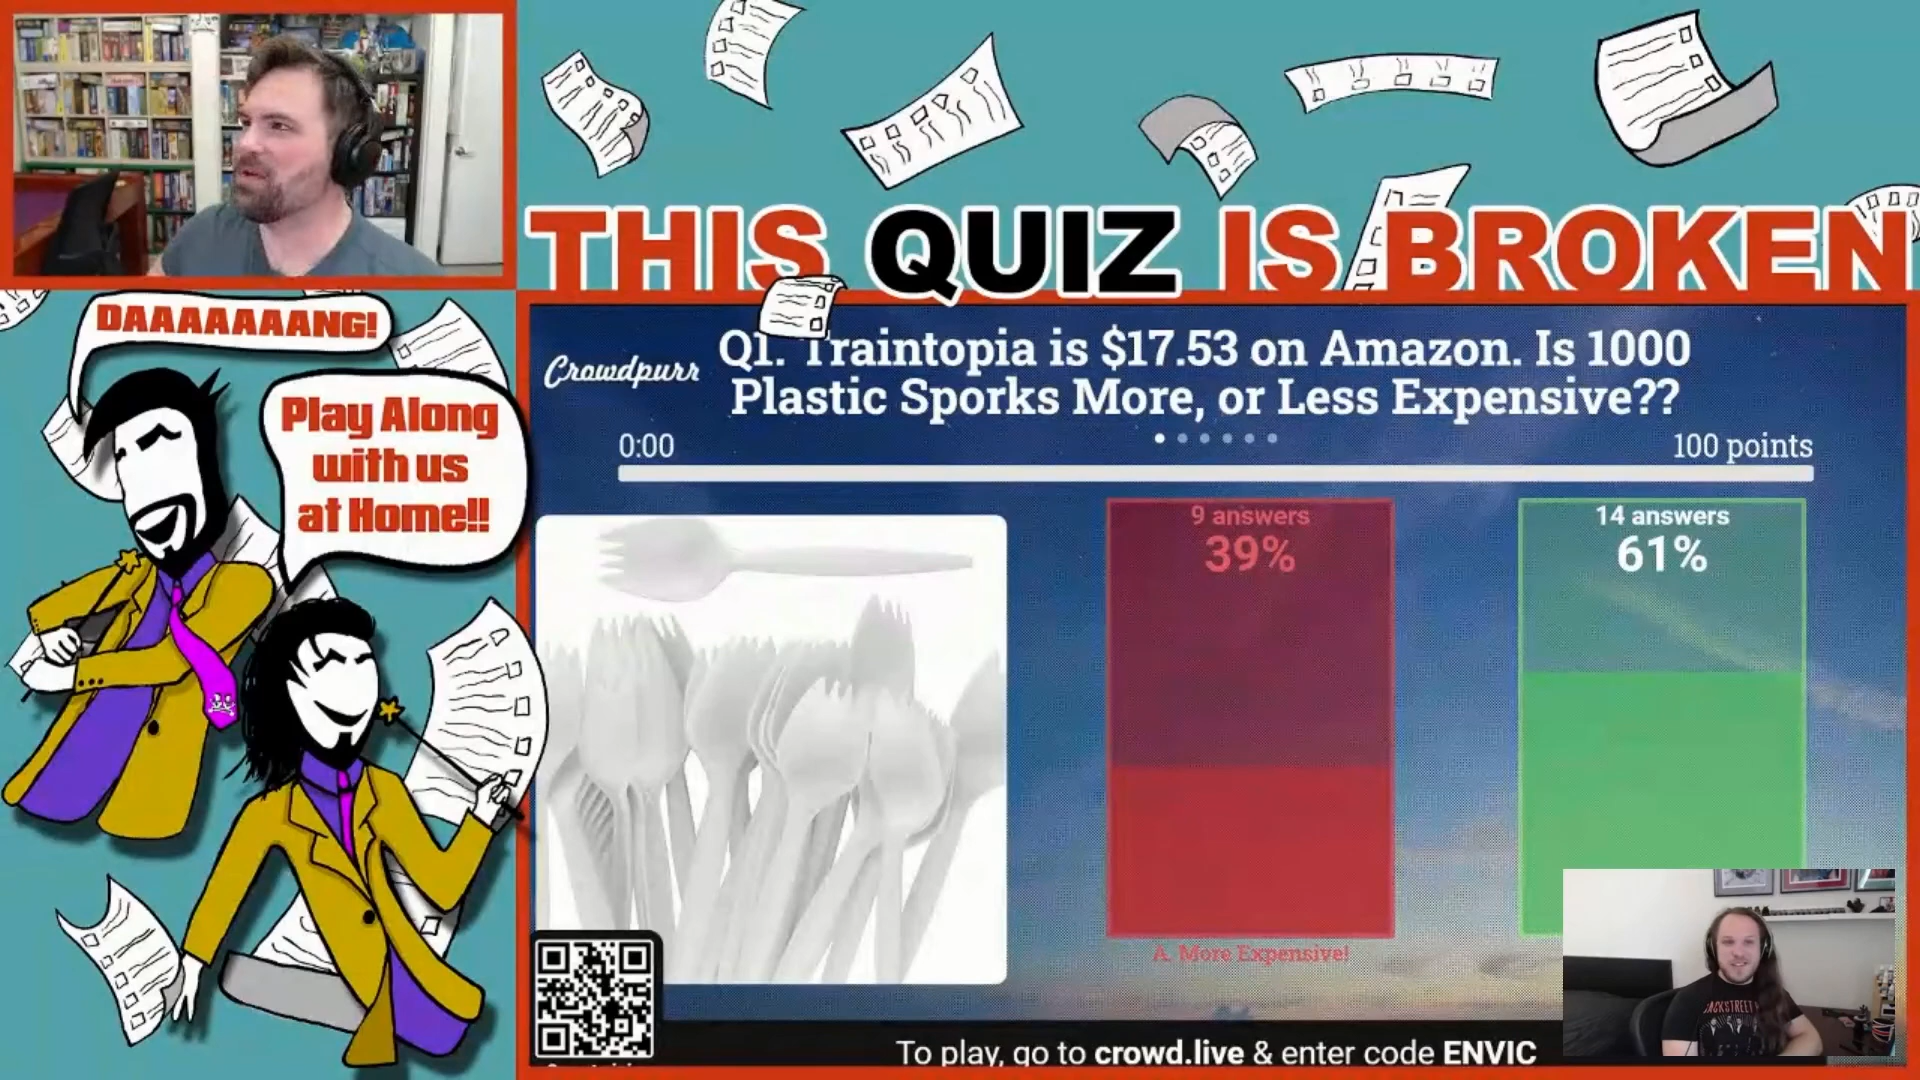 THIS QUIZ IS BROKEN
DAAAAAAAANG!
Play Along
with us
at Home!!
Crowdpurr
Q1. Traintopia is $17.53 on Amazon. Is 1000
Plastic Sporks More, or Less Expensive??
0:00
100 points
9 answers
39%
14 answers
61%
A. More Expensive!
To play, go to crowd.live & enter code ENVIC